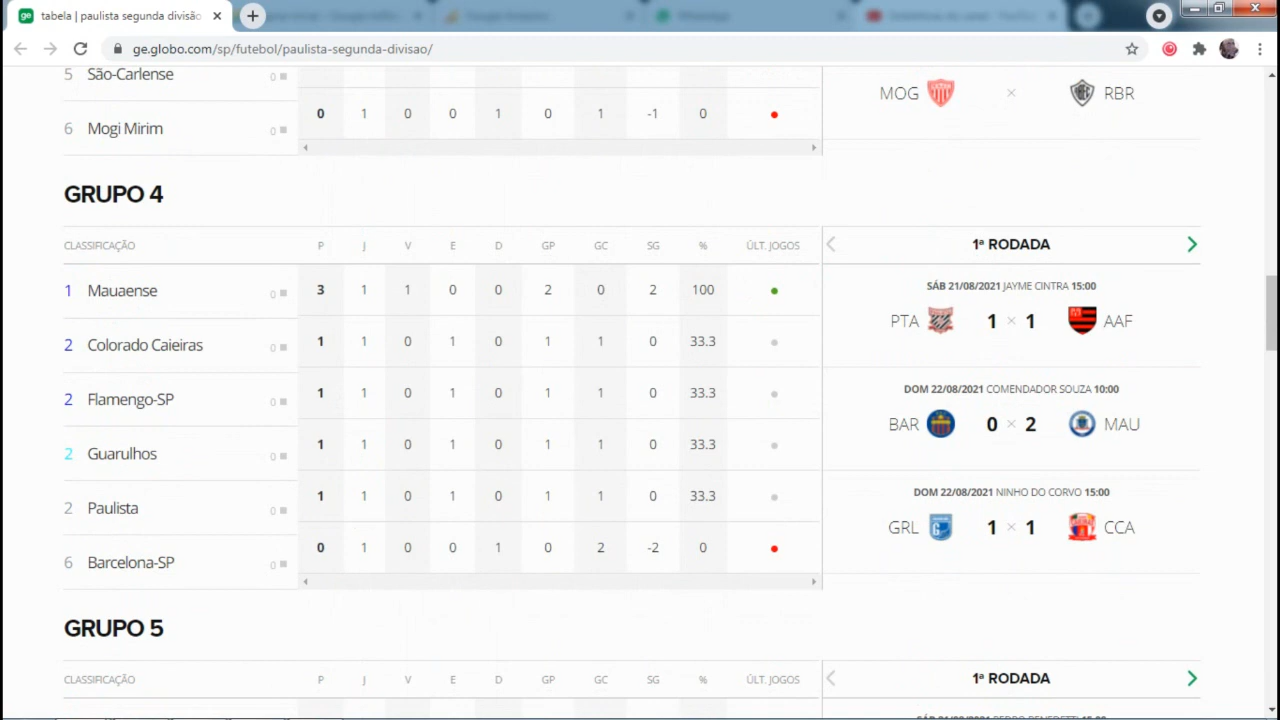 tabela | paulista segunda divisão
ge.globo.com/sp/futebol/paulista-segunda-divisao/
5 São-Carlense 0
6 Mogi Mirim 0
0 1 0 0 1 0 1 -1 0
MOG × RBR
GRUPO 4
CLASSIFICAÇÃO P J V E D GP GC SG % ÚLT. JOGOS
1 Mauaense 0 3 1 1 0 0 2 0 2 100
2 Colorado Caieiras 0 1 1 0 1 0 1 1 0 33.3
2 Flamengo-SP 0 1 1 0 1 0 1 1 0 33.3
2 Guarulhos 0 1 1 0 1 0 1 1 0 33.3
2 Paulista 0 1 1 0 1 0 1 1 0 33.3
6 Barcelona-SP 0 0 1 0 0 1 0 2 -2 0
1ª RODADA
SÁB 21/08/2021 JAYME CINTRA 15:00
PTA 1 × 1 AAF
DOM 22/08/2021 COMENDADOR SOUZA 10:00
BAR 0 × 2 MAU
DOM 22/08/2021 NINHO DO CORVO 15:00
GRL 1 × 1 CCA
GRUPO 5
CLASSIFICAÇÃO P J V E D GP GC SG % ÚLT. JOGOS
1ª RODADA